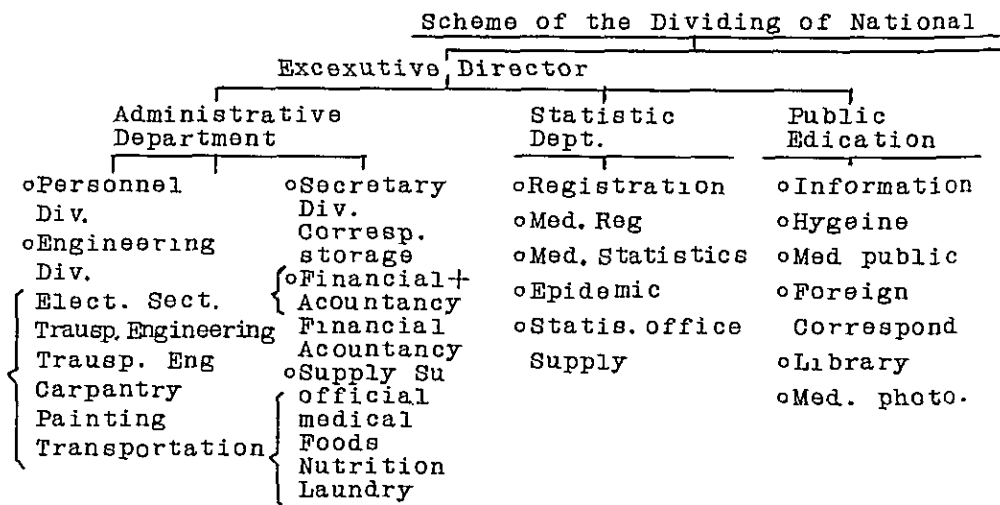 Scheme of the Dividing of National
Excexutive Director
Administrative
Department
Statistic
Dept.
Public
Edication
oPersonnel
Div.
oEngineering
Div.
Elect. Sect.
Trausp. Engineering
Trausp. Eng
Carpantry
Painting
Transportation
oSecretary
Div.
Corresp.
storage
oFinancial+
Acountancy
Financial
Acountancy
oSupply Su
official
medical
Foods
Nutrition
Laundry
oRegistration
oMed. Reg
oMed. Statistics
oEpidemic
oStatis. office
Supply
oInformation
oHygeine
oMed public
oForeign
Correspond
oLibrary
oMed. photo.